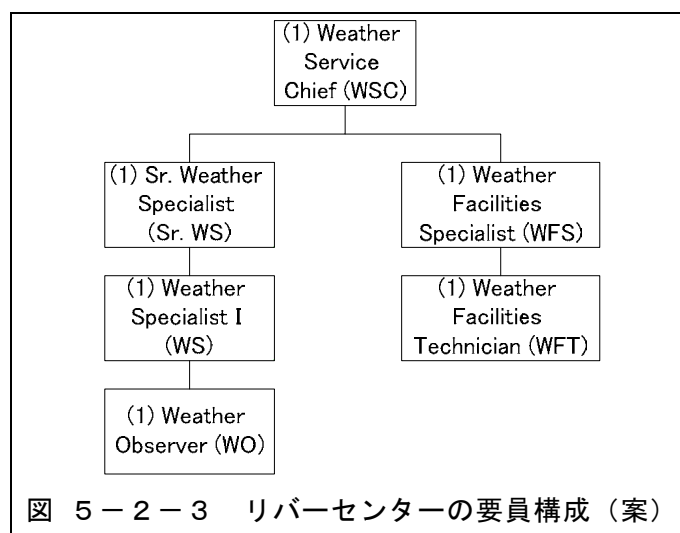 (1) Weather
Service
Chief (WSC)
(1) Sr. Weather
Specialist
(Sr. WS)
(1) Weather
Facilities
Specialist (WFS)
(1) Weather
Specialist I
(WS)
(1) Weather
Facilities
Technician (WFT)
(1) Weather
Observer (WO)
図 5-2-3 リバーセンターの要員構成（案）